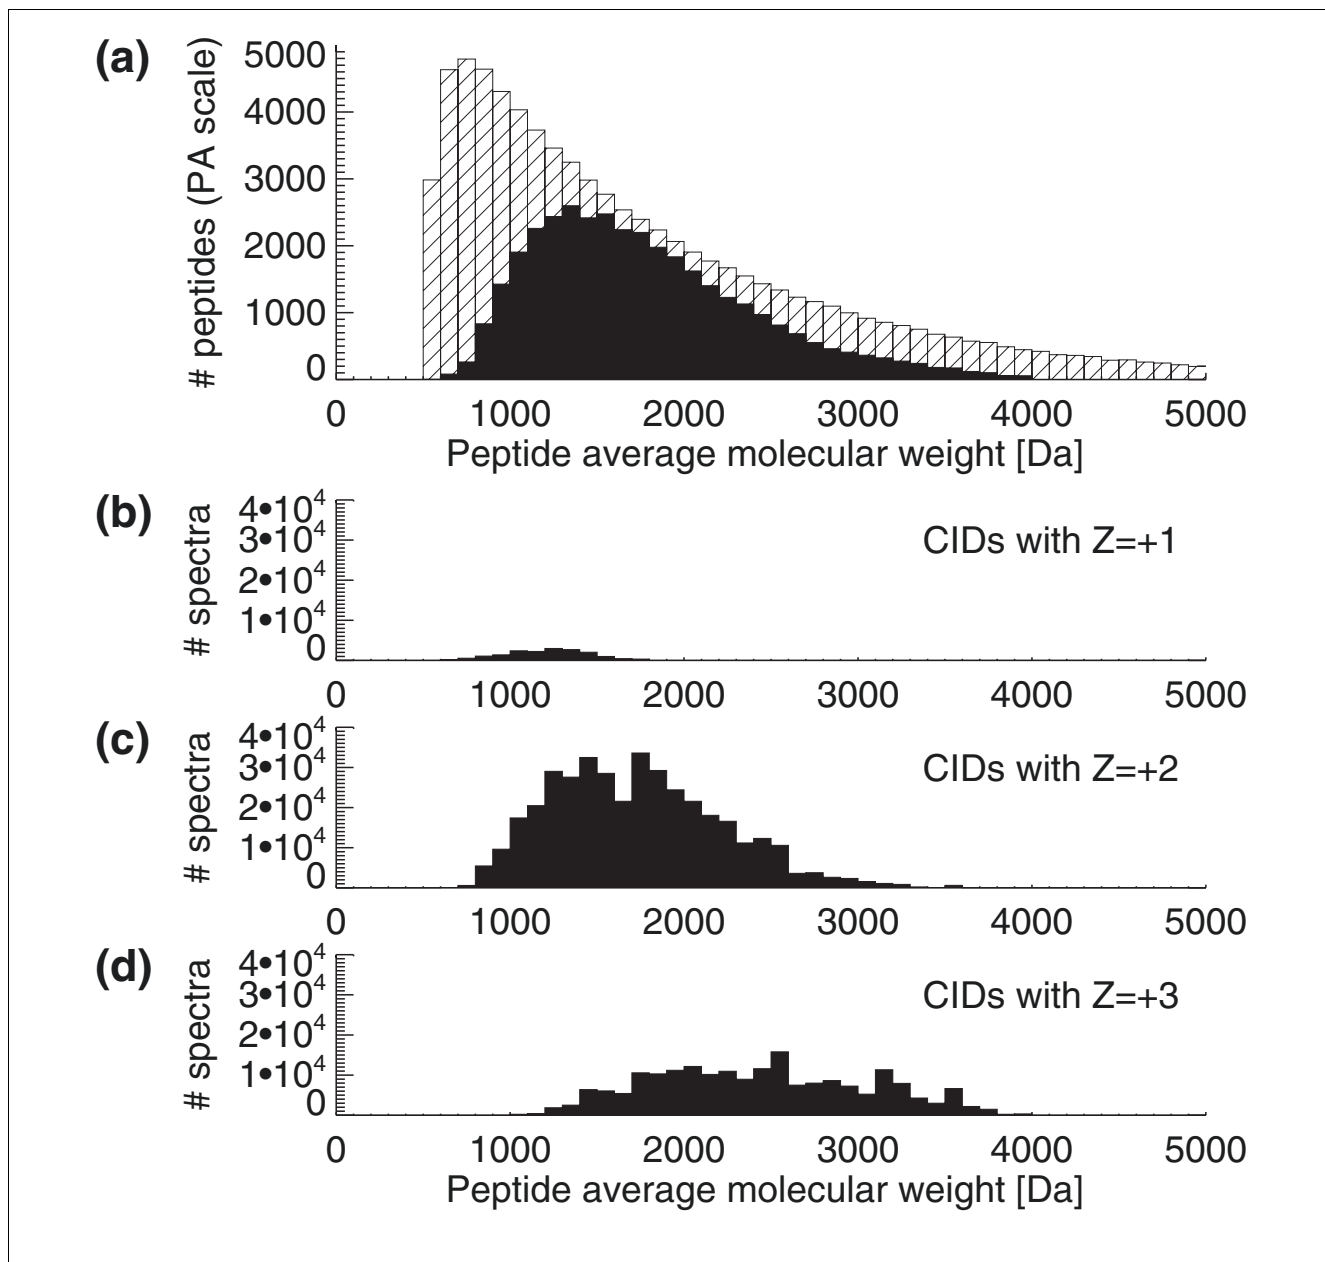 (a)
# peptides (PA scale)
5000
4000
3000
2000
1000
0
0 1000 2000 3000 4000 5000
Peptide average molecular weight [Da]
(b)
# spectra
4•10⁴
3•10⁴
2•10⁴
1•10⁴
0
CIDs with Z=+1
0 1000 2000 3000 4000 5000
(c)
# spectra
4•10⁴
3•10⁴
2•10⁴
1•10⁴
0
CIDs with Z=+2
0 1000 2000 3000 4000 5000
(d)
# spectra
4•10⁴
3•10⁴
2•10⁴
1•10⁴
0
CIDs with Z=+3
0 1000 2000 3000 4000 5000
Peptide average molecular weight [Da]